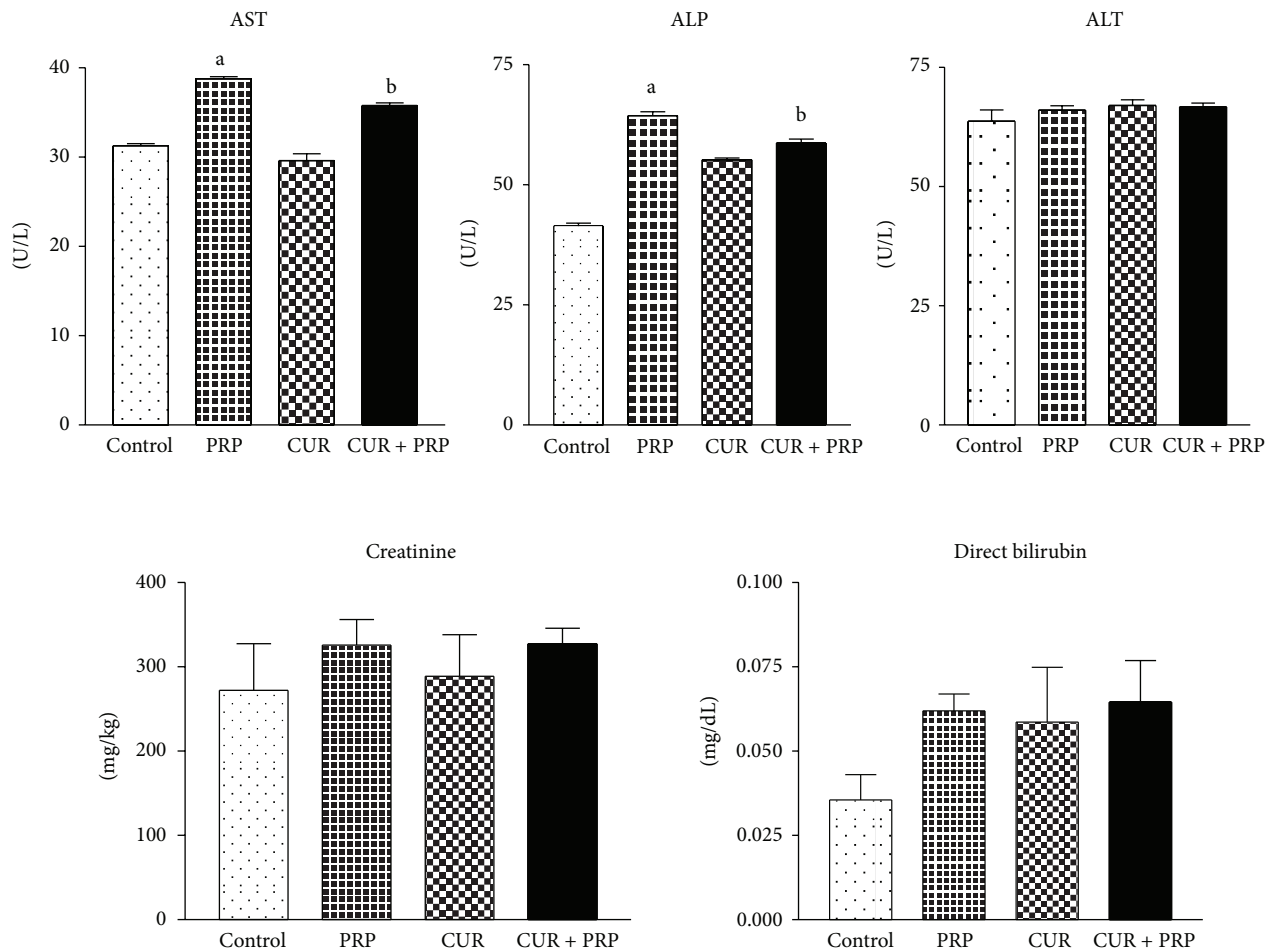 AST
ALP
ALT
40
30
20
10
0
(U/L)
a
b
Control
PRP
CUR
CUR + PRP
75
50
25
0
(U/L)
a
b
Control
PRP
CUR
CUR + PRP
75
50
25
0
(U/L)
Control
PRP
CUR
CUR + PRP
Creatinine
400
300
200
100
0
(mg/kg)
Control
PRP
CUR
CUR + PRP
Direct bilirubin
0.100
0.075
0.050
0.025
0.000
(mg/dL)
Control
PRP
CUR
CUR + PRP